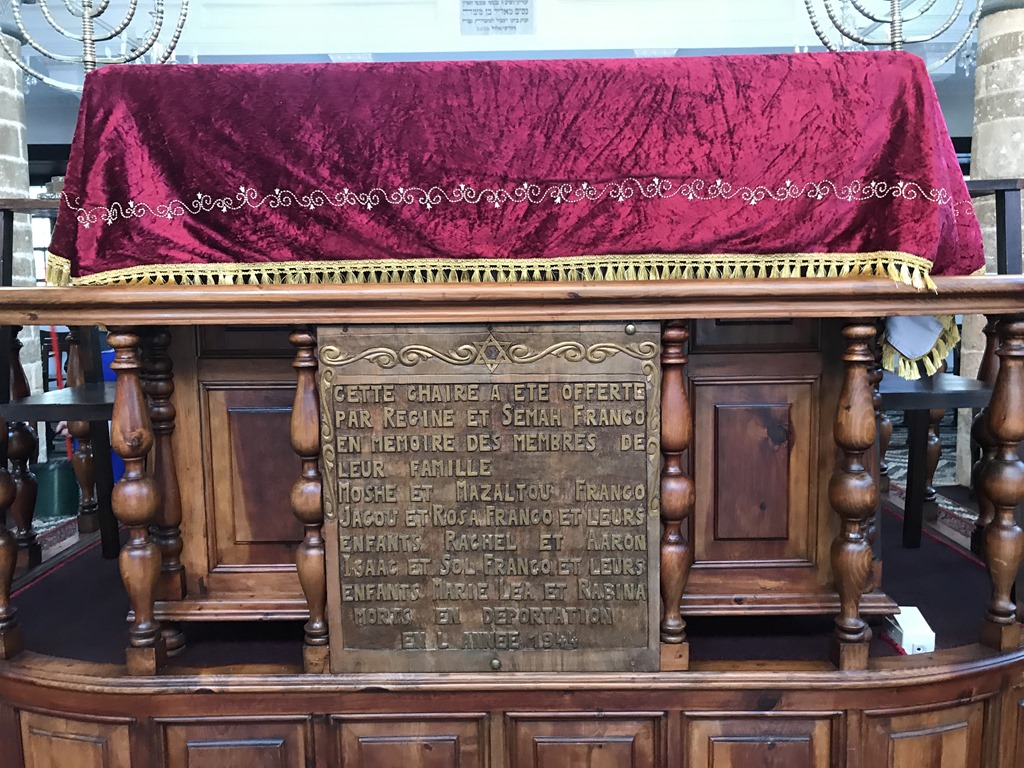 CETTE CHAIRE A ETE OFFERTE
PAR REGINE ET SEMAH FRANCO
EN MEMOIRE DES MEMBRES DE
LEUR FAMILLE
MOSHE ET MAZALTOU FRANCO
JACOU ET ROSA FRANCO ET LEURS
ENFANTS RACHEL ET AARON
ISAAC ET SOL FRANCO ET LEURS
ENFANTS MARIE LEA ET RABINA
MORTS EN DEPORTATION
EN L ANNEE 1944